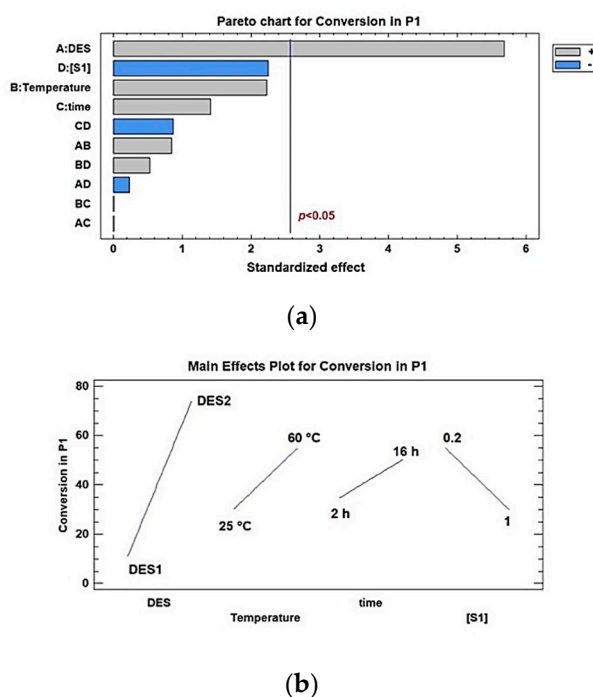 Pareto chart for Conversion in P1
A:DES
D:[S1]
B:Temperature
C:time
CD
AB
BD
AD
BC
AC
+
-
p<0.05
0 1 2 3 4 5 6
Standardized effect
(a)
Main Effects Plot for Conversion in P1
Conversion in P1
80
60
40
20
0
DES2
60 °C
16 h
0.2
25 °C
2 h
1
DES1
DES
Temperature
time
[S1]
(b)